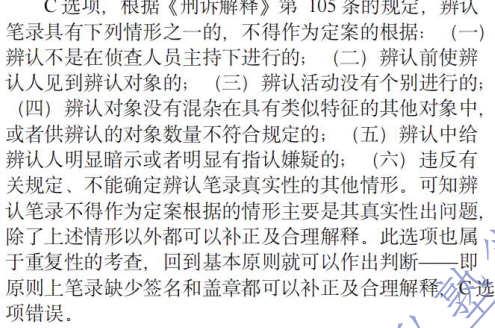 C 选项，根据《刑诉解释》第 105 条的规定，辨认
笔录具有下列情形之一的，不得作为定案的根据：（一）
辨认不是在侦查人员主持下进行的；（二）辨认前使辨
认人见到辨认对象的；（三）辨认活动没有个别进行的；
（四）辨认对象没有混杂在具有类似特征的其他对象中，
或者供辨认的对象数量不符合规定的；（五）辨认中给
辨认人明显暗示或者明显有指认嫌疑的；（六）违反有
关规定、不能确定辨认笔录真实性的其他情形。可知辨
认笔录不得作为定案根据的情形主要是其真实性出问题，
除了上述情形以外都可以补正及合理解释。此选项也属
于重复性的考查，回到基本原则就可以作出判断——即
原则上笔录缺少签名和盖章都可以补正及合理解释，C 选
项错误。